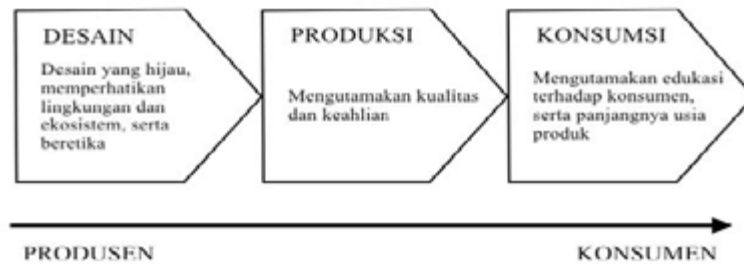 DESAIN
Desain yang hijau,
memperhatikan
lingkungan dan
ekosistem, serta
beretika
PRODUKSI
Mengutamakan kualitas
dan keahlian
KONSUMSI
Mengutamakan edukasi
terhadap konsumen,
serta panjangnya usia
produk
PRODUSEN
KONSUMEN